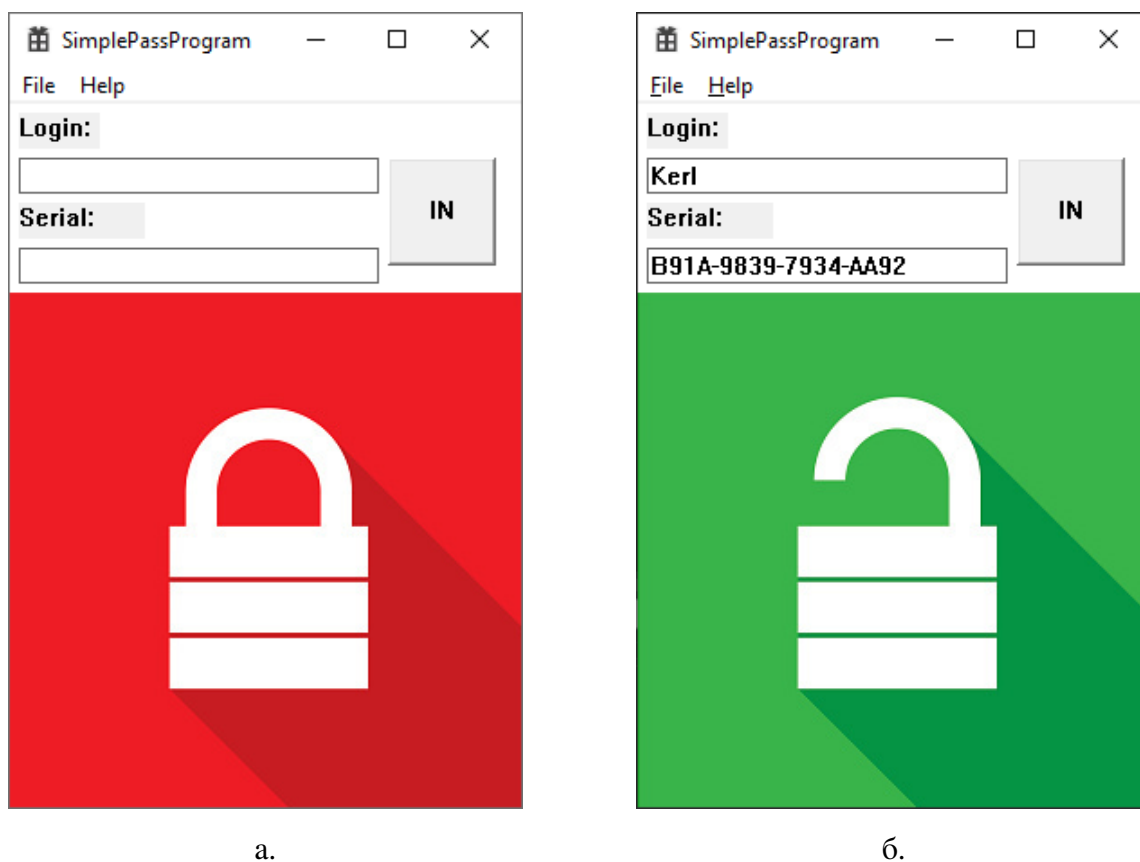 SimplePassProgram
File Help
Login:
Serial:
IN
SimplePassProgram
File Help
Login:
Kerl
Serial:
IN
B91A-9839-7934-AA92
а.
б.